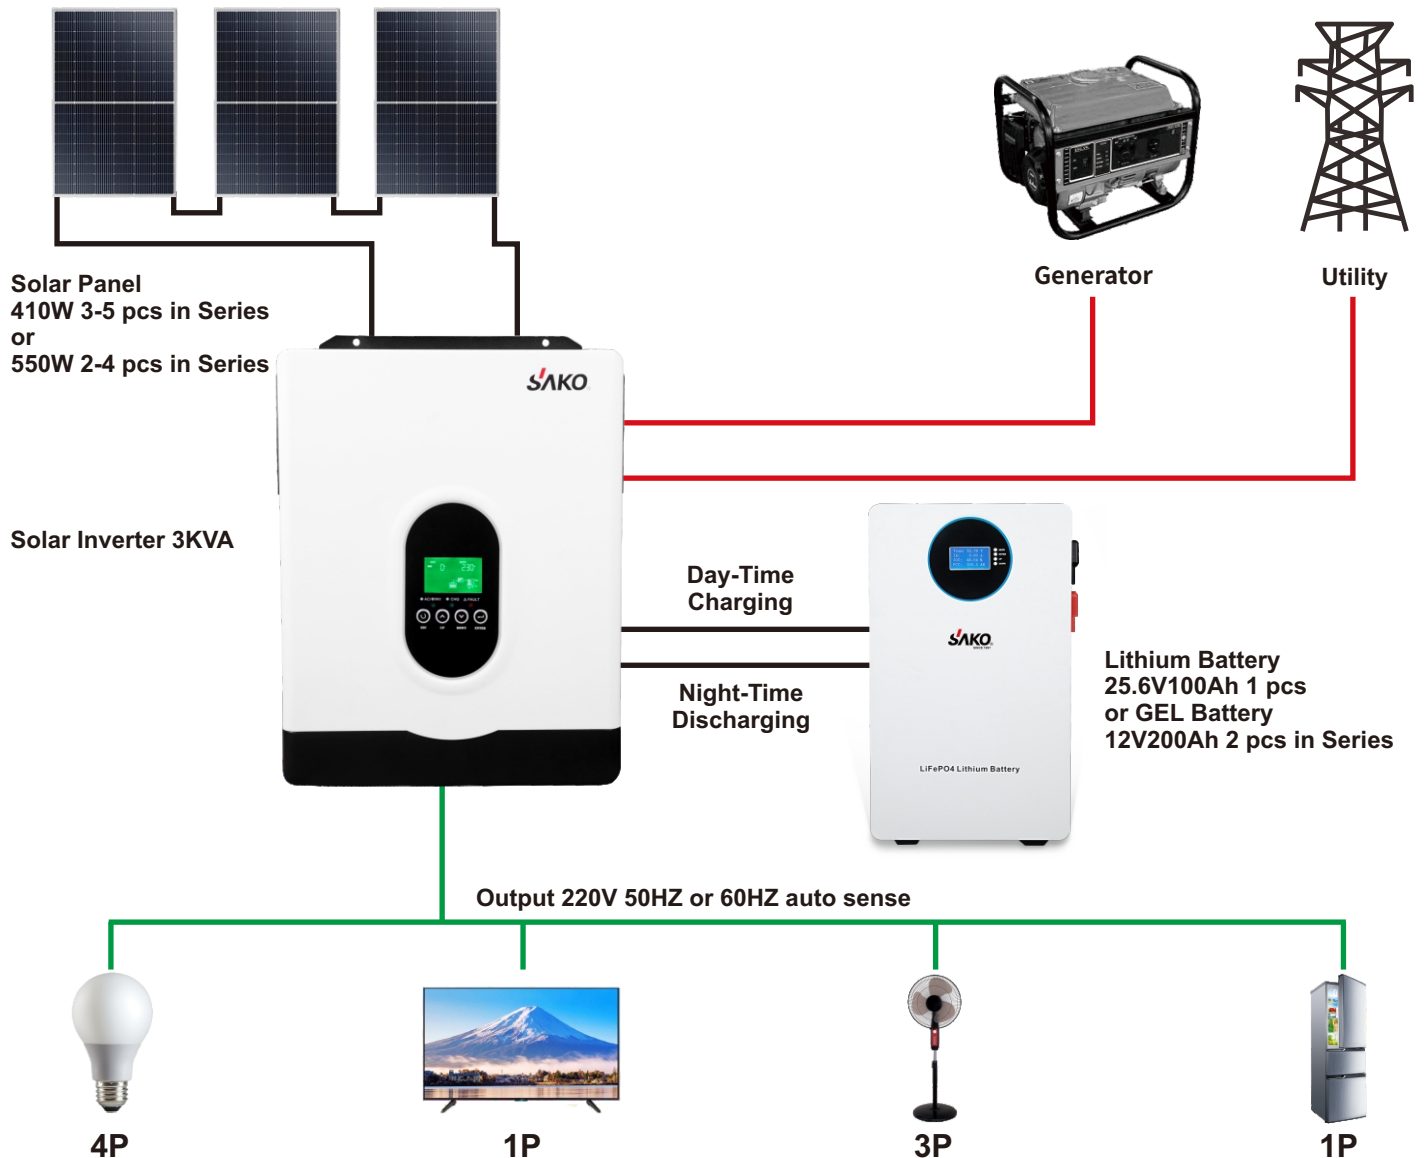 Generator
Utility
Solar Panel
410W 3-5 pcs in Series
or
550W 2-4 pcs in Series
SAKO
Solar Inverter 3KVA
Day-Time
Charging
SAKO
Night-Time
Discharging
Lithium Battery
25.6V100Ah 1 pcs
or GEL Battery
12V200Ah 2 pcs in Series
LiFePO4 Lithium Battery
Output 220V 50HZ or 60HZ auto sense
4P
1P
3P
1P